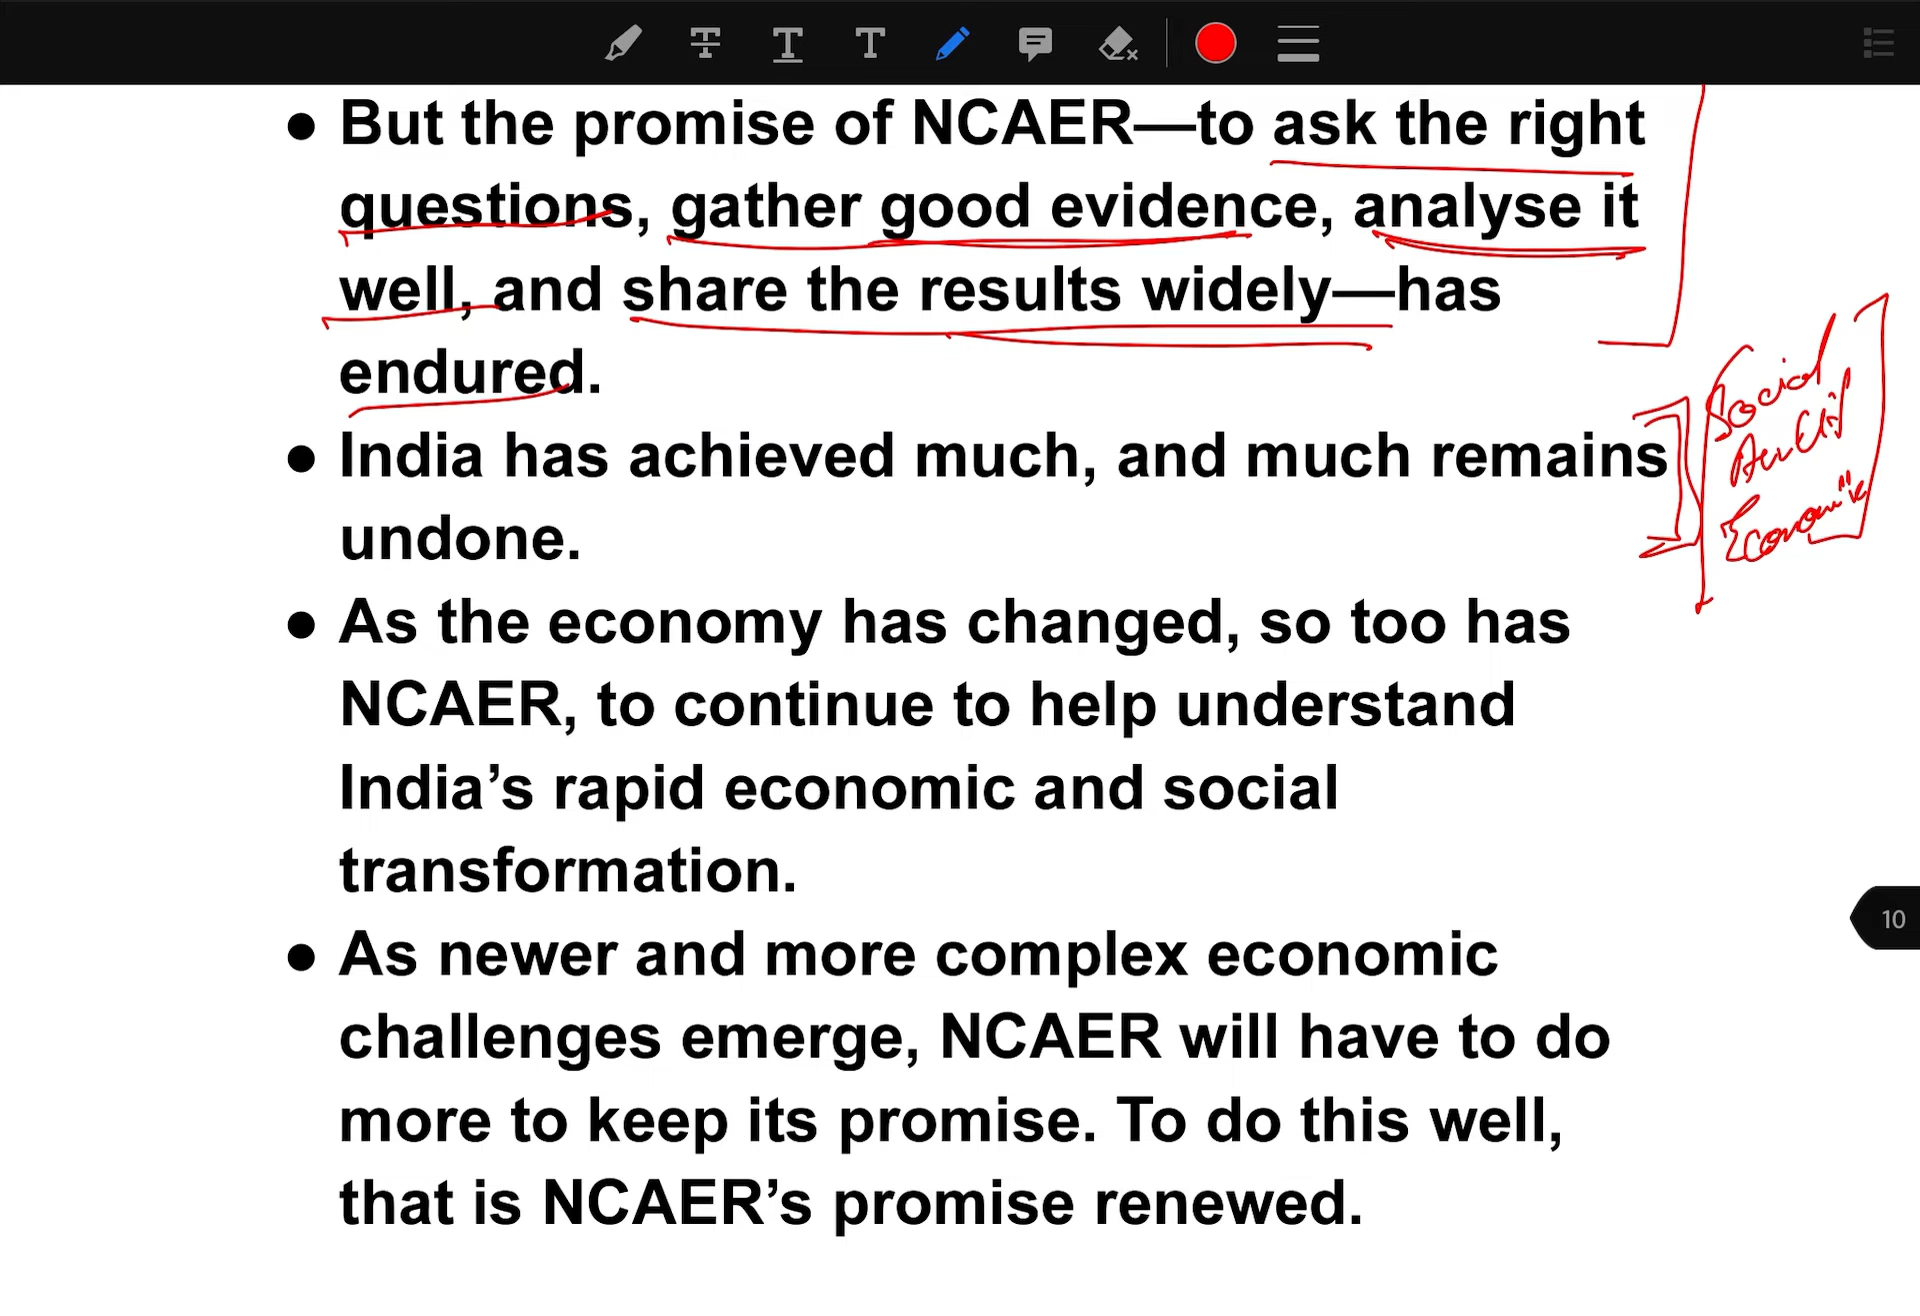 ● But the promise of NCAER—to ask the right
questions, gather good evidence, analyse it
well, and share the results widely—has
endured.
● India has achieved much, and much remains
undone.
● As the economy has changed, so too has
NCAER, to continue to help understand
India’s rapid economic and social
transformation.
● As newer and more complex economic
challenges emerge, NCAER will have to do
more to keep its promise. To do this well,
that is NCAER’s promise renewed.
Social
Audit
Economic
10